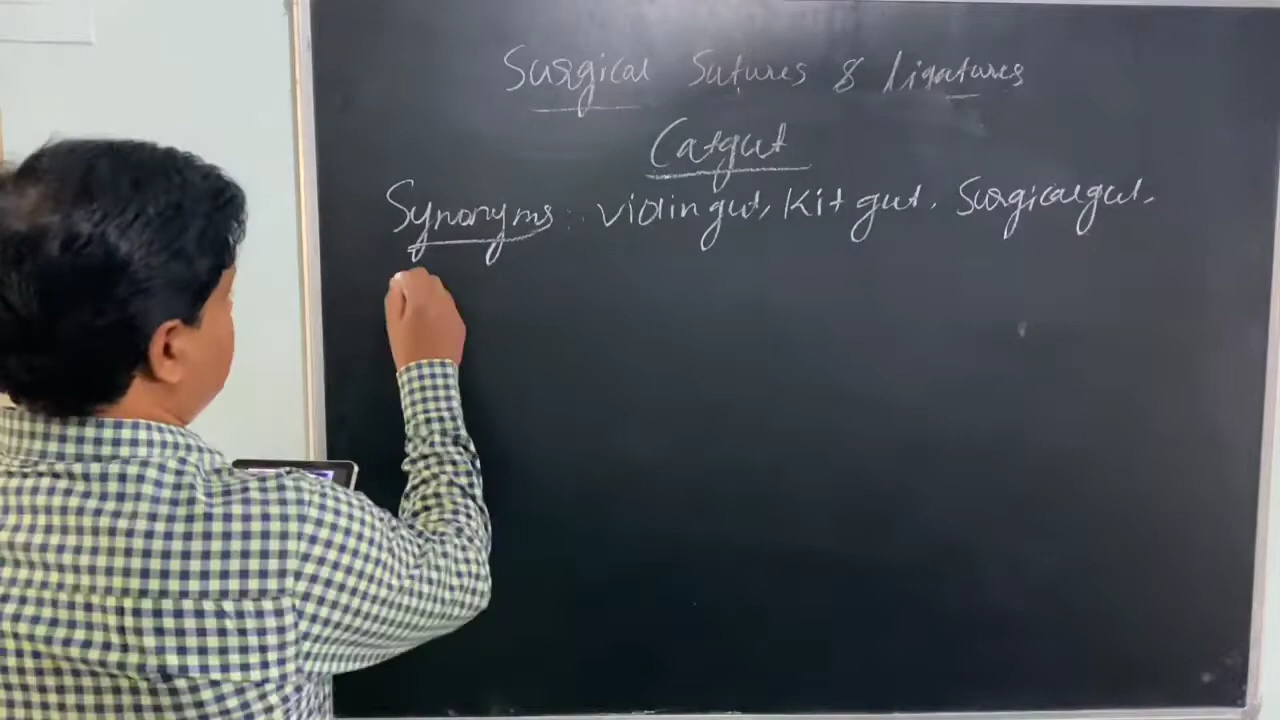 Surgical Sutures & Ligatures
Catgut
Synonyms: violin gut, Kit gut, Surgical gut,